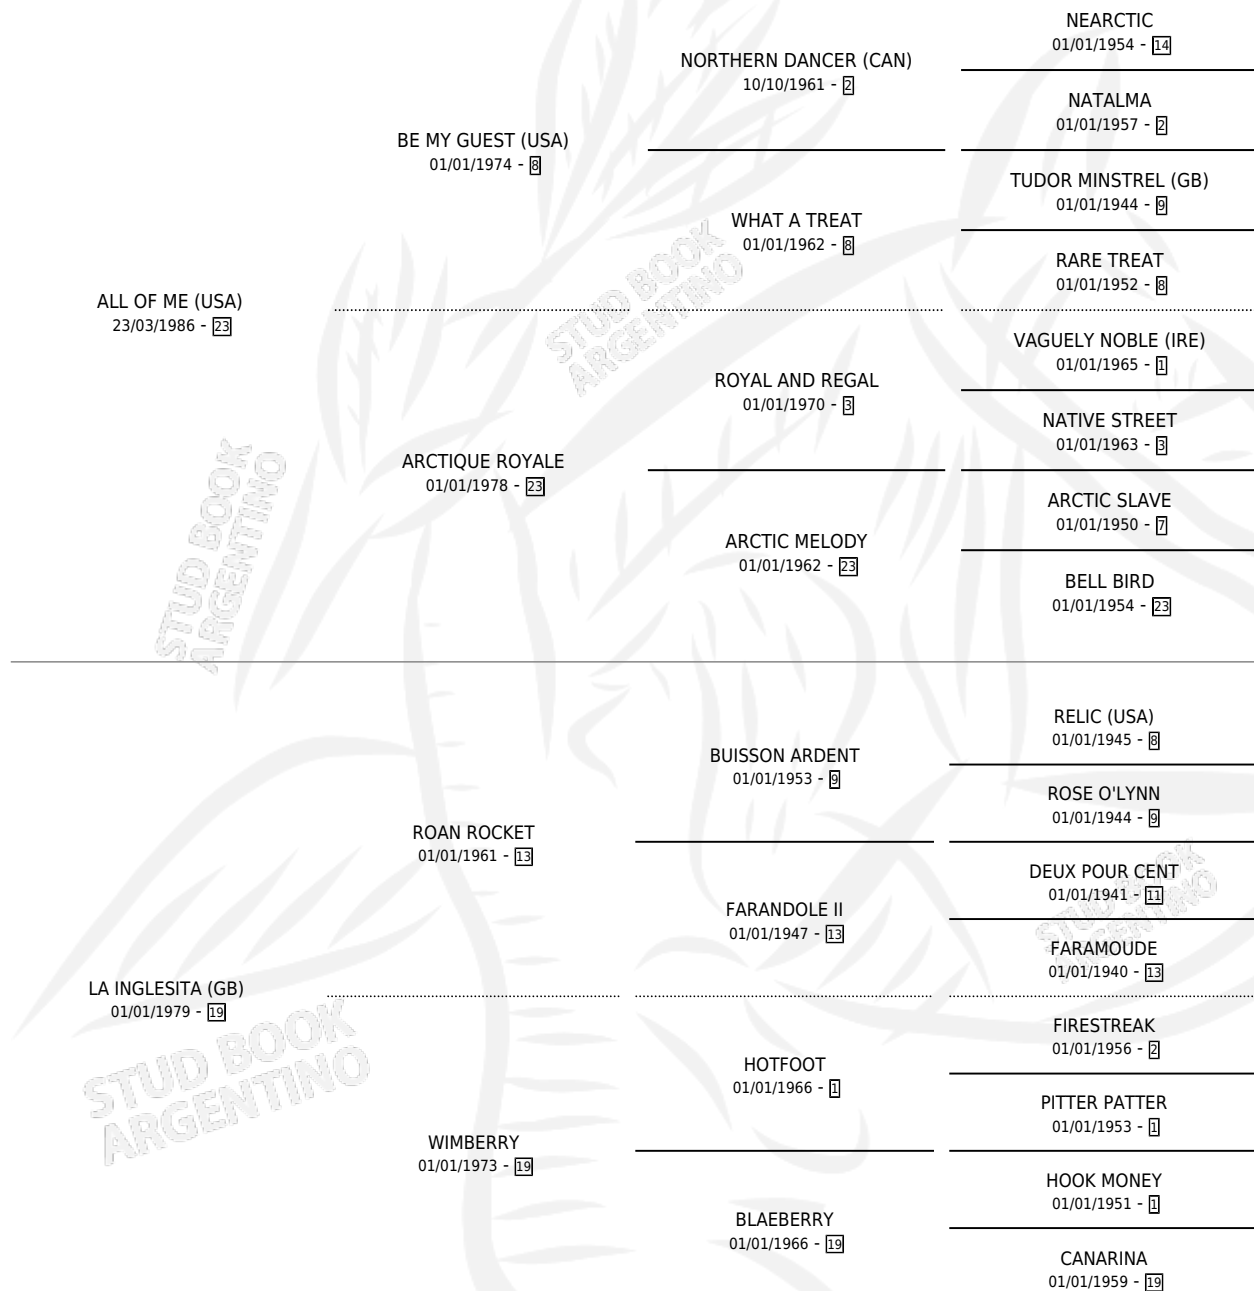 NEARCTIC
01/01/1954 - 14
NORTHERN DANCER (CAN)
10/10/1961 - 2
NATALMA
01/01/1957 - 2
BE MY GUEST (USA)
01/01/1974 - 8
TUDOR MINSTREL (GB)
01/01/1944 - 9
WHAT A TREAT
01/01/1962 - 8
RARE TREAT
01/01/1952 - 8
ALL OF ME (USA)
23/03/1986 - 23
STUD BOOK
ARGENTINO
VAGUELY NOBLE (IRE)
01/01/1965 - 1
ROYAL AND REGAL
01/01/1970 - 3
NATIVE STREET
01/01/1963 - 3
ARCTIQUE ROYALE
01/01/1978 - 23
ARCTIC SLAVE
01/01/1950 - 7
ARCTIC MELODY
01/01/1962 - 23
BELL BIRD
01/01/1954 - 23
STUD BOOK
ARGENTINO
RELIC (USA)
01/01/1945 - 8
BUISSON ARDENT
01/01/1953 - 9
ROSE O'LYNN
01/01/1944 - 9
ROAN ROCKET
01/01/1961 - 13
DEUX POUR CENT
01/01/1941 - 11
FARANDOLE II
01/01/1947 - 13
FARAMOUDE
01/01/1940 - 13
STUD BOOK
ARGENTINO
LA INGLESITA (GB)
01/01/1979 - 19
FIRESTREAK
01/01/1956 - 2
HOTFOOT
01/01/1966 - 1
PITTER PATTER
01/01/1953 - 1
STUD BOOK
ARGENTINO
WIMBERRY
01/01/1973 - 19
HOOK MONEY
01/01/1951 - 1
BLAEBERRY
01/01/1966 - 19
CANARINA
01/01/1959 - 19